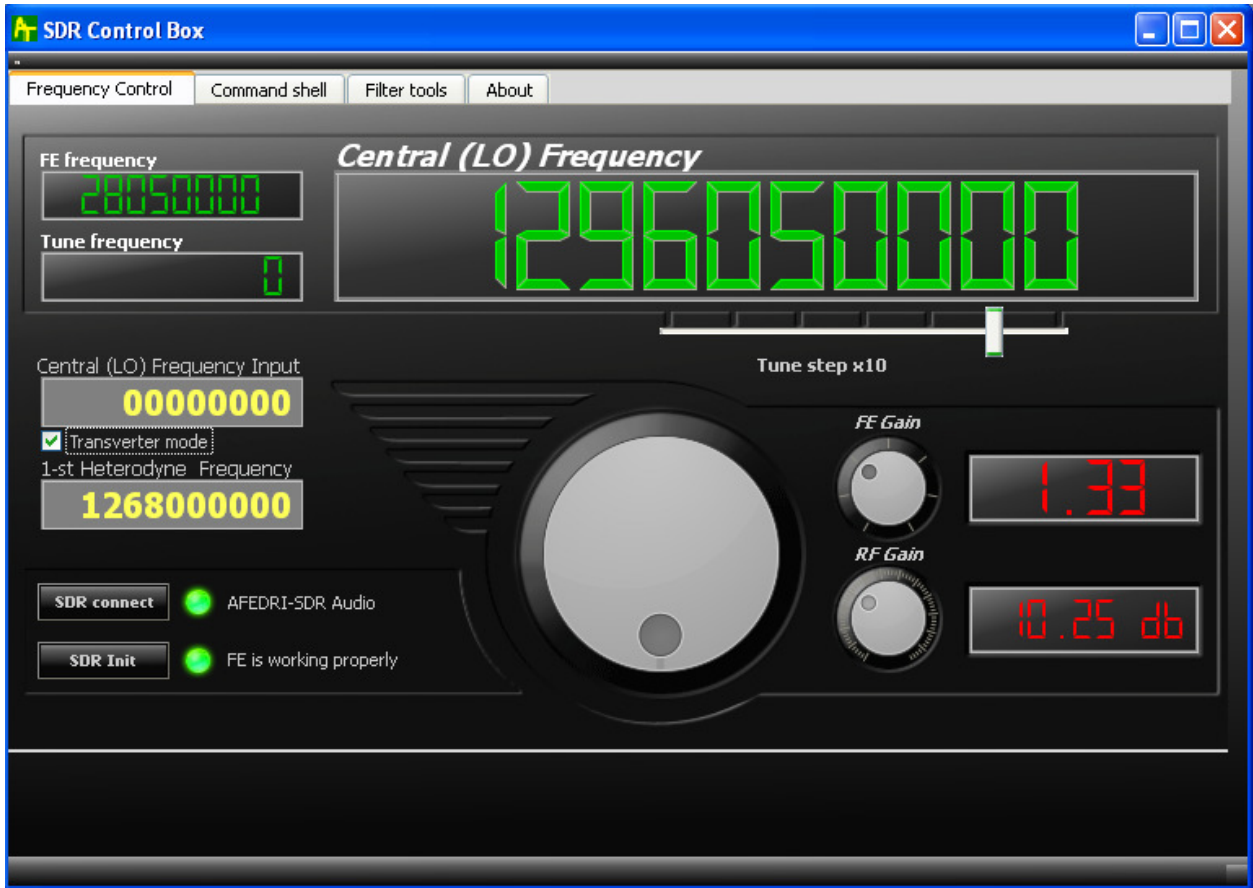 SDR Control Box
Frequency Control
Command shell
Filter tools
About
FE frequency
28050000
Tune frequency
0
Central (LO) Frequency
1296050000
Tune step x10
Central (LO) Frequency Input
00000000
Transverter mode
1-st Heterodyne Frequency
1268000000
FE Gain
1.33
RF Gain
10.25 db
SDR connect
AFEDRI-SDR Audio
SDR Init
FE is working properly